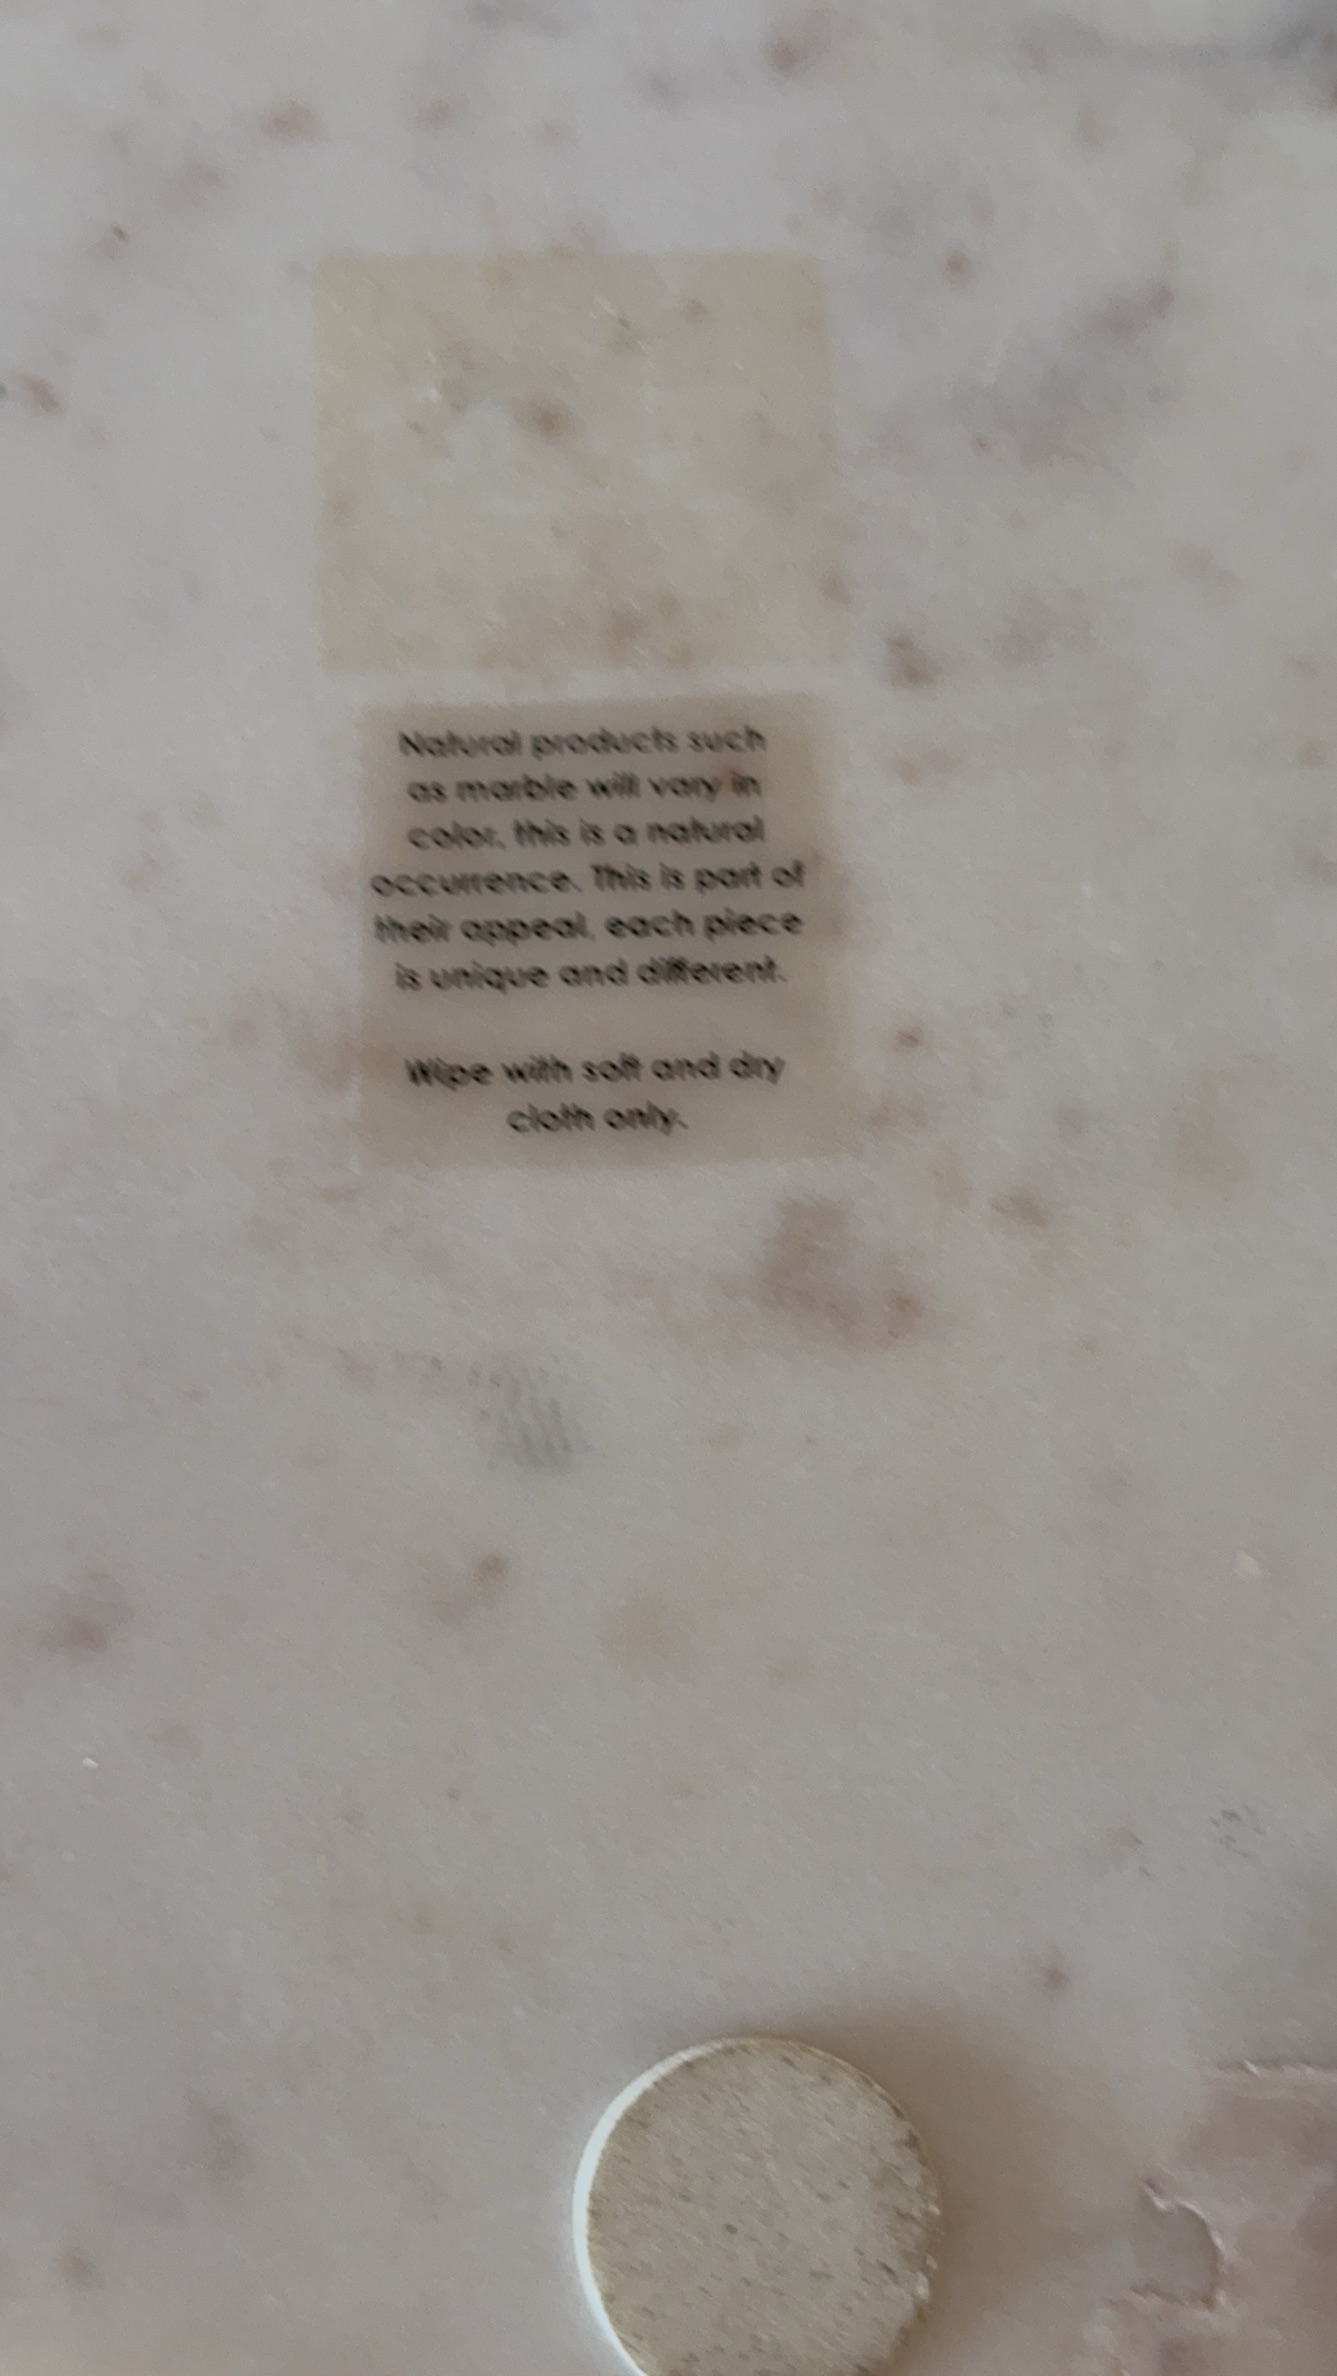 Natural products such
as marble will vary in
color, this is a natural
occurrence. This is part of
their appeal, each piece
is unique and different.
Wipe with soft and dry
cloth only.